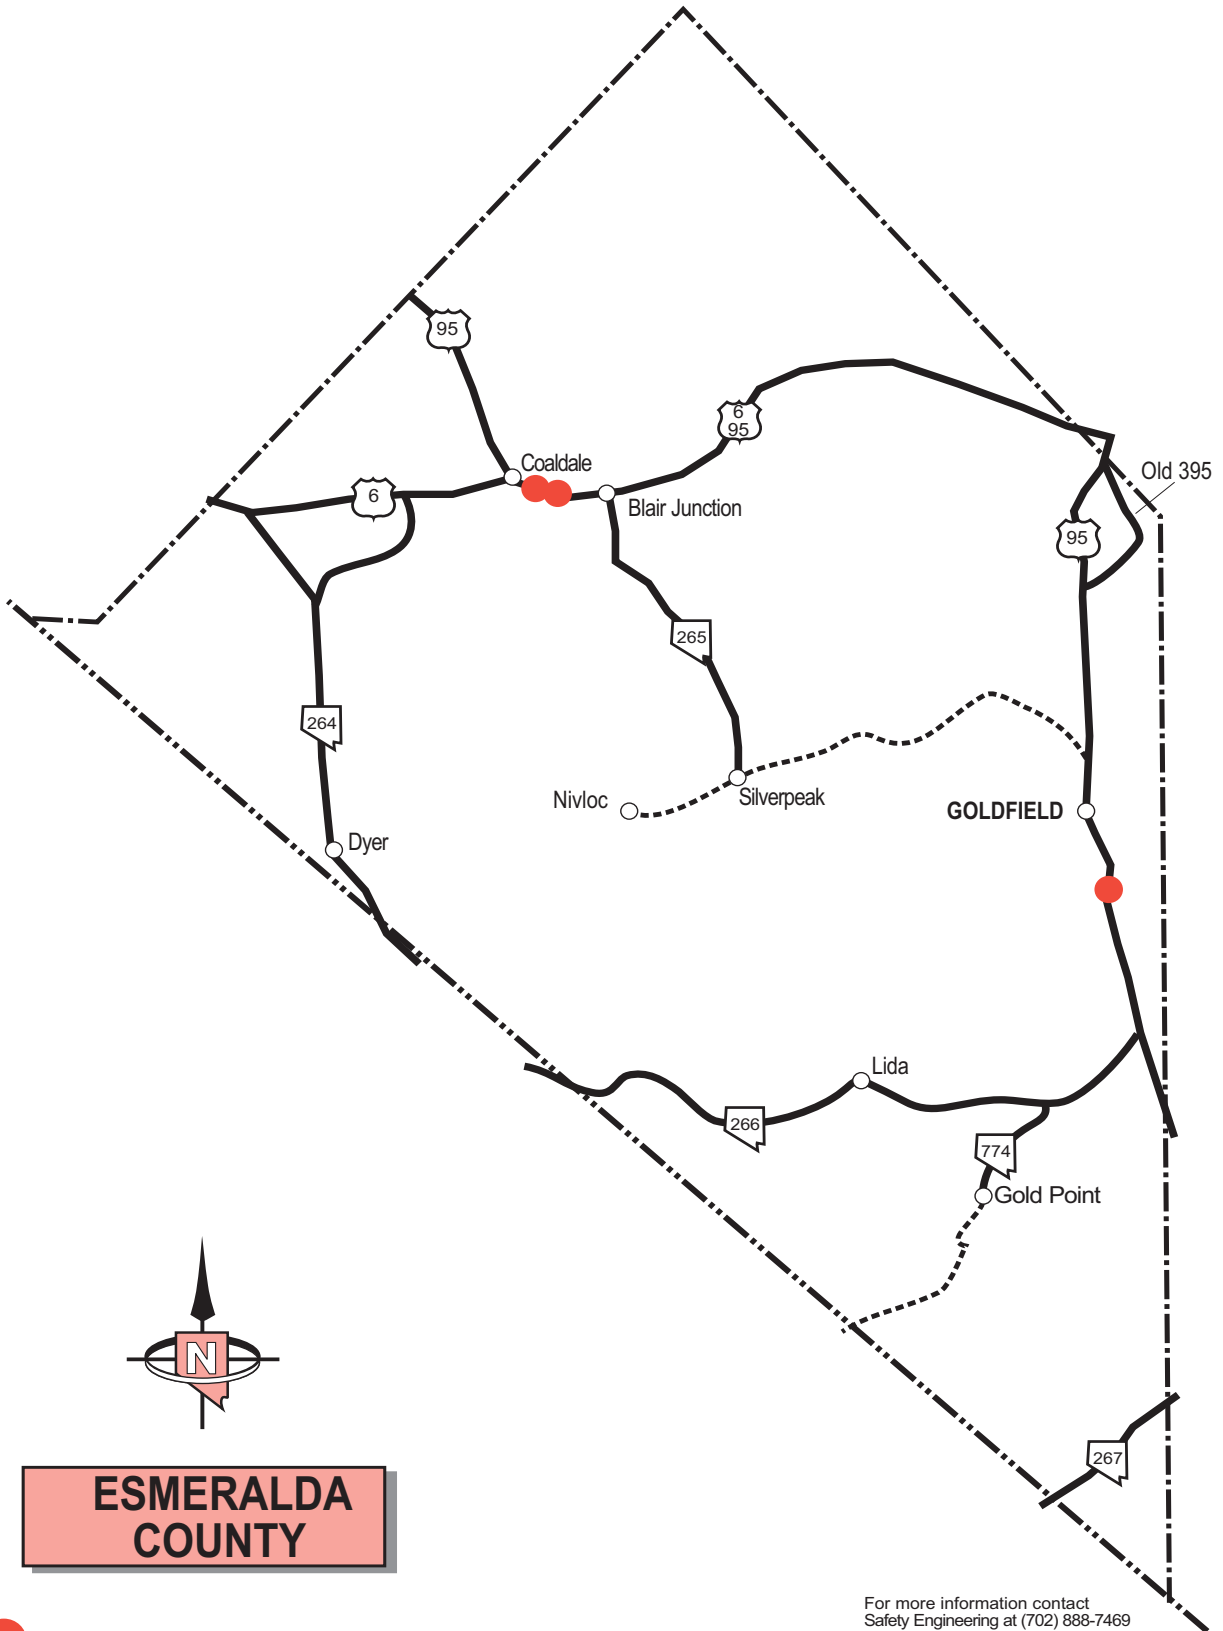 95
6
95
Coaldale
Old 395
6
Blair Junction
95
265
264
Nivloc
Silverpeak
GOLDFIELD
Dyer
Lida
266
774
Gold Point
N
267
ESMERALDA
COUNTY
For more information contact
Safety Engineering at (702) 888-7469